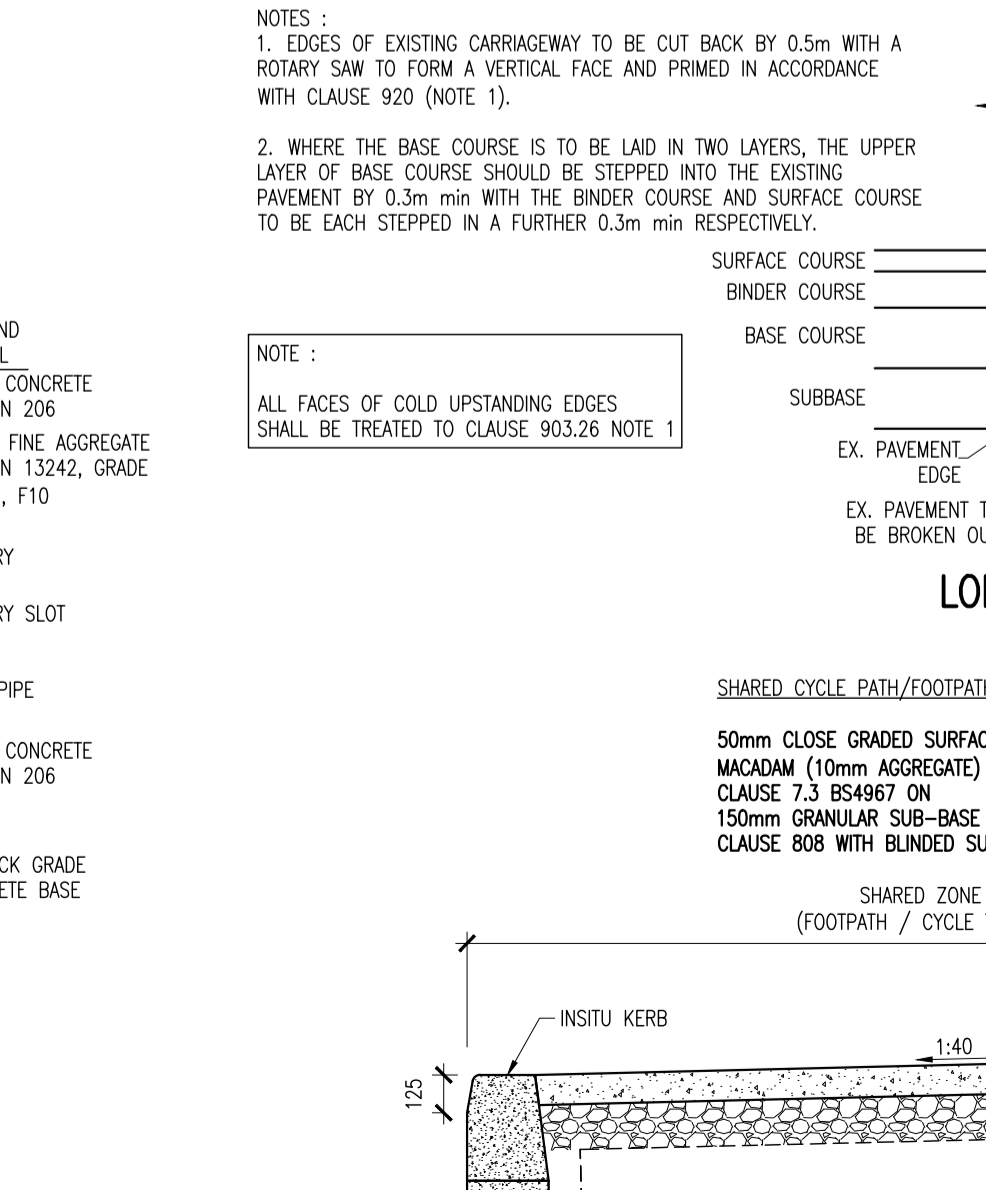 NOTES :
1. EDGES OF EXISTING CARRIAGEWAY TO BE CUT BACK BY 0.5m WITH A
ROTARY SAW TO FORM A VERTICAL FACE AND PRIMED IN ACCORDANCE
WITH CLAUSE 920 (NOTE 1).
2. WHERE THE BASE COURSE IS TO BE LAID IN TWO LAYERS, THE UPPER
LAYER OF BASE COURSE SHOULD BE STEPPED INTO THE EXISTING
PAVEMENT BY 0.3m min WITH THE BINDER COURSE AND SURFACE COURSE
TO BE EACH STEPPED IN A FURTHER 0.3m min RESPECTIVELY.
SURFACE COURSE
BINDER COURSE
BASE COURSE
SUBBASE
EX. PAVEMENT
EDGE
EX. PAVEMENT
BE BROKEN
NOTE :
ALL FACES OF COLD UPSTANDING EDGES
SHALL BE TREATED TO CLAUSE 903.26 NOTE 1
CONCRETE
206
FINE AGGREGATE
13242, GRADE
, F10
SLOT
PIPE
CONCRETE
206
GRADE
BASE
SHARED CYCLE PATH/FOOTPATH
50mm CLOSE GRADED
MACADAM (10mm AGGREGATE)
CLAUSE 7.3 BS4967 ON
150mm GRANULAR SUB-BASE
CLAUSE 808 WITH BLINDED
SHARED ZONE
(FOOTPATH / CYCLE
INSITU KERB
1:40
125